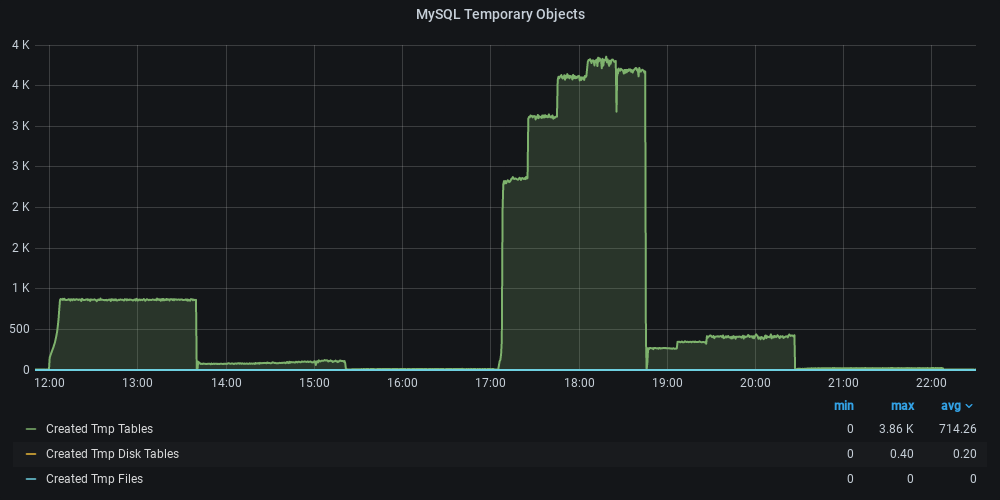 MySQL Temporary Objects
4 K
4 K
3 K
3 K
2 K
2 K
1 K
500
0
12:00 13:00 14:00 15:00 16:00 17:00 18:00 19:00 20:00 21:00 22:00
min max avg
Created Tmp Tables 0 3.86 K 714.26
Created Tmp Disk Tables 0 0.40 0.20
Created Tmp Files 0 0 0